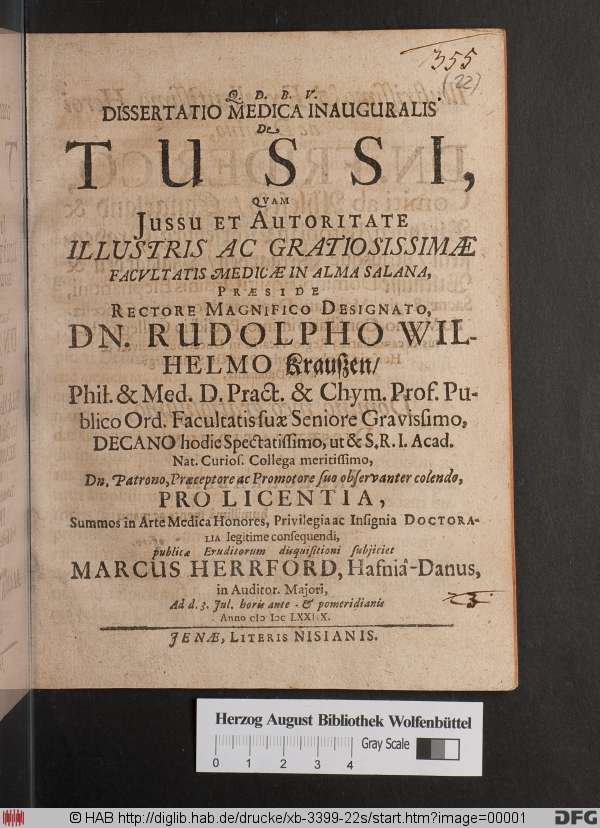 355
(22)
Q. D. B. V.
DISSERTATIO MEDICA INAUGURALIS
De
TUSSI,
QVAM
JUSSU ET AUTORITATE
ILLUSTRIS AC GRATIOSISSIMÆ
FACVLTATIS MEDICÆ IN ALMA SALANA,
PRÆSIDE
RECTORE MAGNIFICO DESIGNATO,
DN. RUDOLPHO WIL-
HELMO Kraußen/
Phil. & Med. D. Pract. & Chym. Prof. Pu-
blico Ord. Facultatis ſuæ Seniore Graviſsimo,
DECANO hodie Spectatiſſimo, ut & S. R. I. Acad.
Nat. Curioſ. Collega meritiſſimo,
Dn. Patrono, Præceptore ac Promotore ſuo obſervanter colendo,
PRO LICENTIA,
Summos in Arte Medica Honores, Privilegia ac Inſignia DOCTORA-
LIA legitime conſequendi,
publicæ Eruditorum diſquiſitioni ſubjiciet
MARCUS HERRFORD, Hafniâ-Danus,
in Auditor. Majori,
Ad d. 3. Jul. horis ante - & pomeridianis
Anno
JENÆ, LITERIS NISIANIS.
Herzog August Bibliothek Wolfenbüttel
Gray Scale
0 1 2 3 4
© HAB http://diglib.hab.de/drucke/xb-3399-22s/start.htm?image=00001
DFG